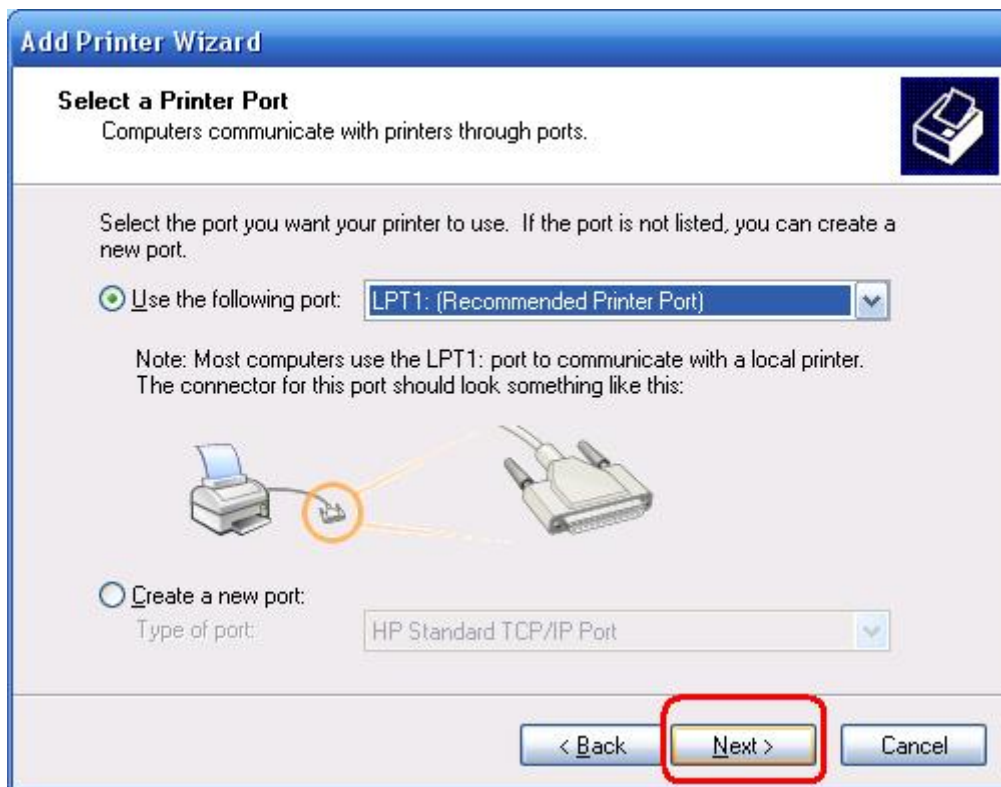 Add Printer Wizard
Select a Printer Port
Computers communicate with printers through ports.
Select the port you want your printer to use. If the port is not listed, you can create a
new port.
Use the following port: LPT1: (Recommended Printer Port)
Note: Most computers use the LPT1: port to communicate with a local printer.
The connector for this port should look something like this:
Create a new port:
Type of port: HP Standard TCP/IP Port
< Back Next > Cancel